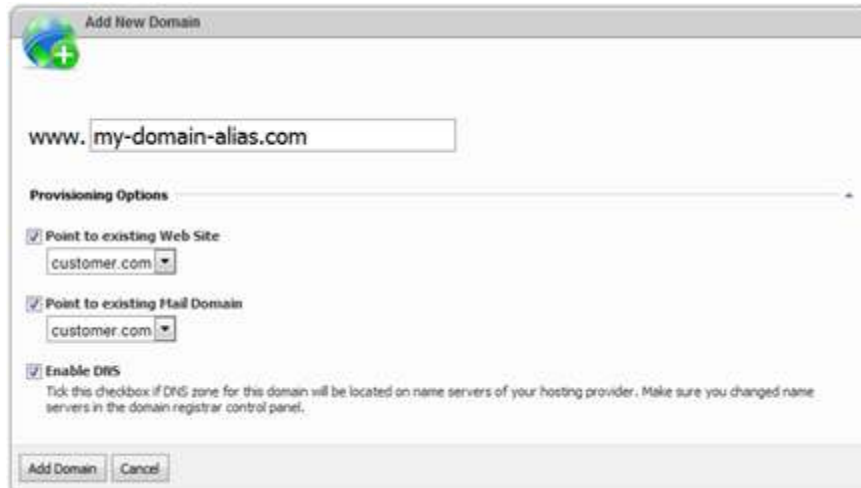 Add New Domain
www. my-domain-alias.com
Provisioning Options
Point to existing Web Site
customer.com
Point to existing Mail Domain
customer.com
Enable DNS
Tick this checkbox if DNS zone for this domain will be located on name servers of your hosting provider. Make sure you changed name
servers in the domain registrar control panel.
Add Domain Cancel